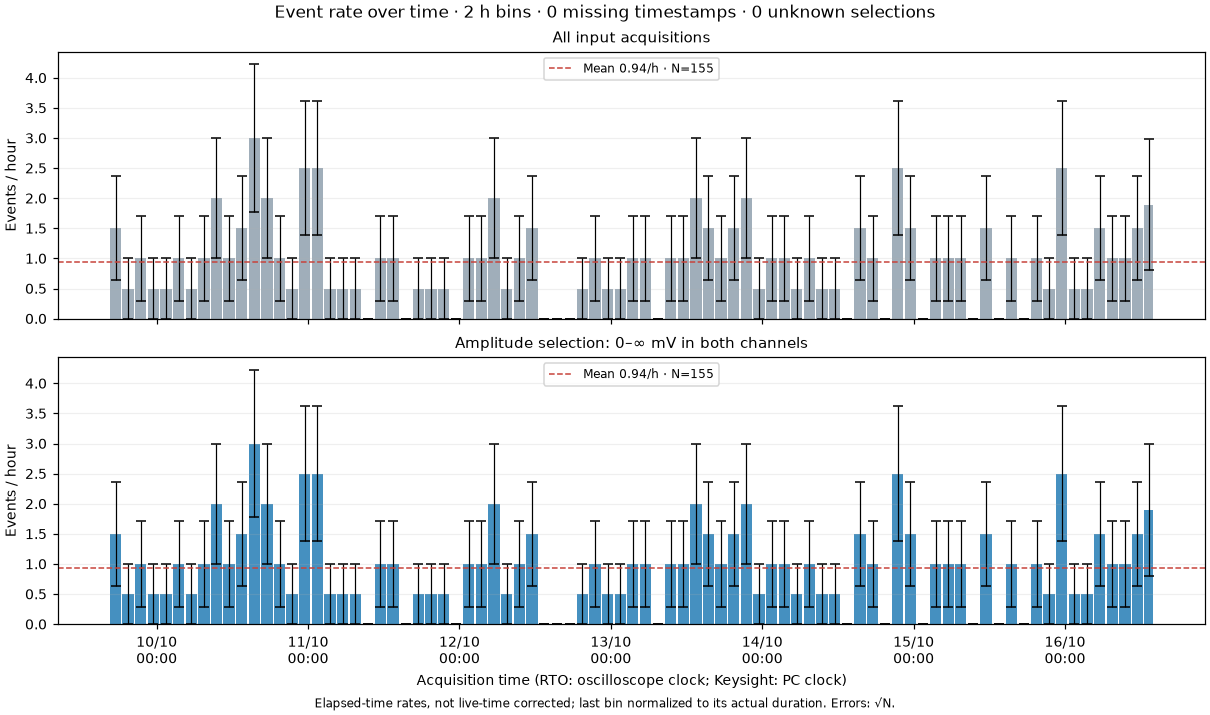 Event rate over time · 2 h bins · 0 missing timestamps · 0 unknown selections
All input acquisitions
Mean 0.94/h · N=155
4.0
3.5
3.0
2.5
2.0
1.5
1.0
0.5
0.0
Events / hour
Amplitude selection: 0–∞ mV in both channels
Mean 0.94/h · N=155
4.0
3.5
3.0
2.5
2.0
1.5
1.0
0.5
0.0
Events / hour
10/10 11/10 12/10 13/10 14/10 15/10 16/10
00:00 00:00 00:00 00:00 00:00 00:00 00:00
Acquisition time (RTO: oscilloscope clock; Keysight: PC clock)
Elapsed-time rates, not live-time corrected; last bin normalized to its actual duration. Errors: √N.